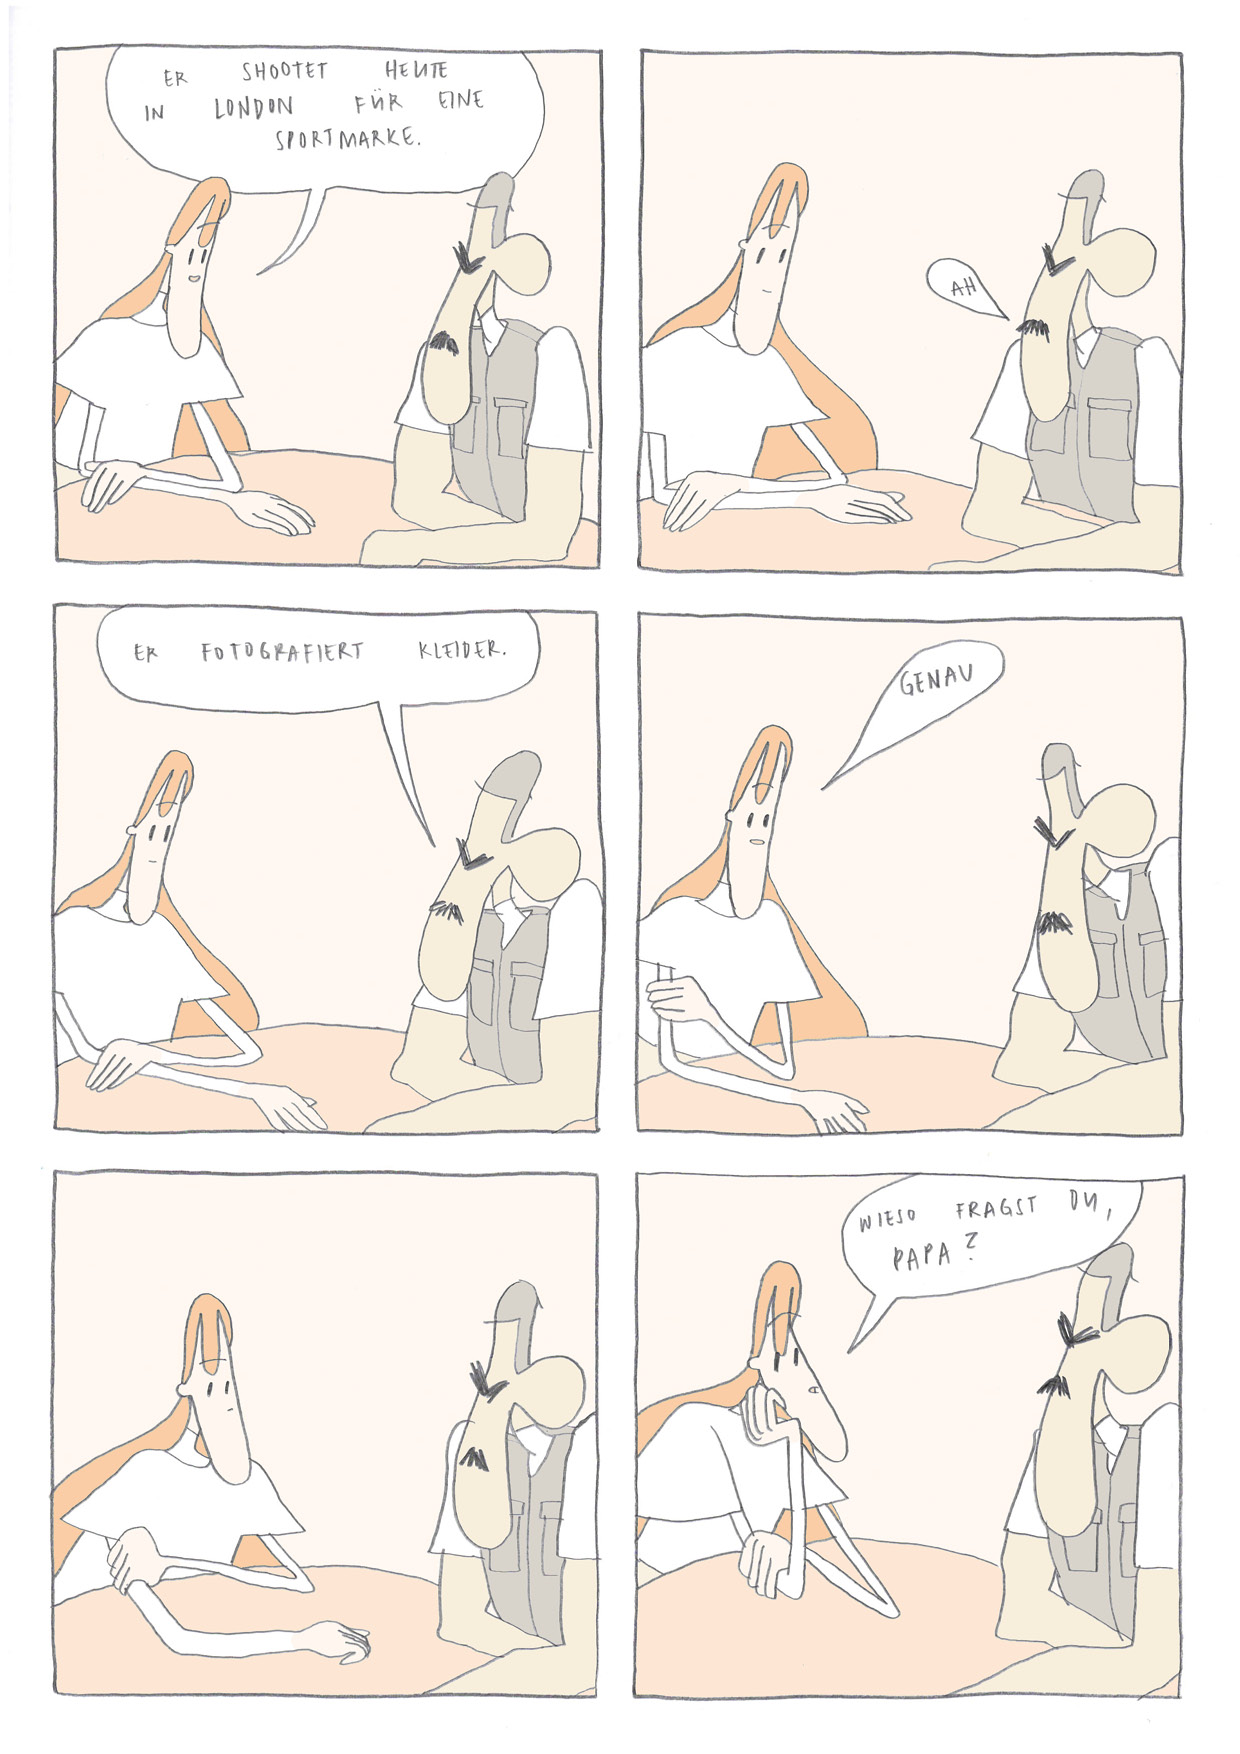 ER SHOOTET HEUTE
IN LONDON FÜR EINE
SPORTMARKE.
AH
ER FOTOGRAFIERT KLEIDER.
GENAU
WIESO FRAGST DU,
PAPA?